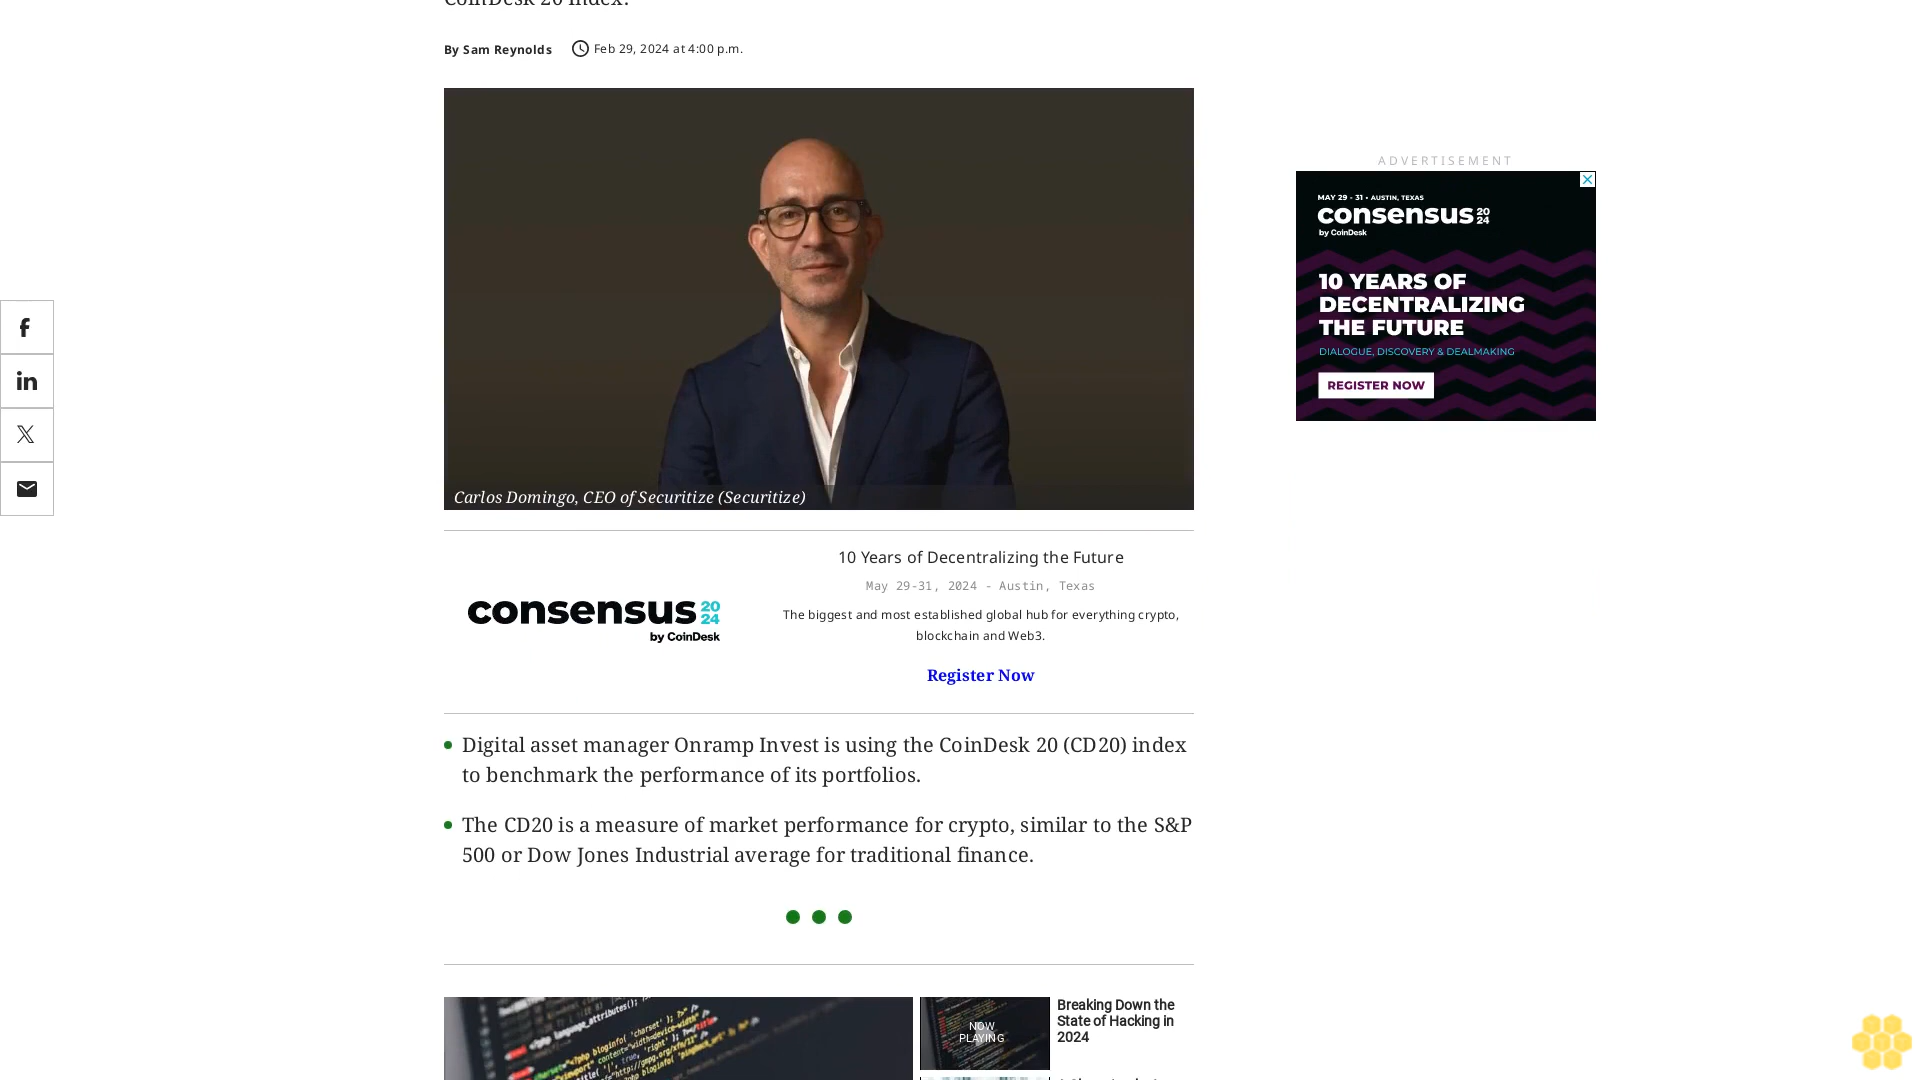 CoinDesk 20 Index.
By Sam Reynolds
Feb 29, 2024 at 4:00 p.m.
Carlos Domingo, CEO of Securitize (Securitize)
ADVERTISEMENT
MAY 29 - 31 • AUSTIN, TEXAS
consensus 2024
by CoinDesk
10 YEARS OF
DECENTRALIZING
THE FUTURE
DIALOGUE, DISCOVERY & DEALMAKING
REGISTER NOW
consensus 2024
by CoinDesk
10 Years of Decentralizing the Future
May 29-31, 2024 - Austin, Texas
The biggest and most established global hub for everything crypto,
blockchain and Web3.
Register Now
Digital asset manager Onramp Invest is using the CoinDesk 20 (CD20) index
to benchmark the performance of its portfolios.
The CD20 is a measure of market performance for crypto, similar to the S&P
500 or Dow Jones Industrial average for traditional finance.
NOW
PLAYING
Breaking Down the
State of Hacking in
2024